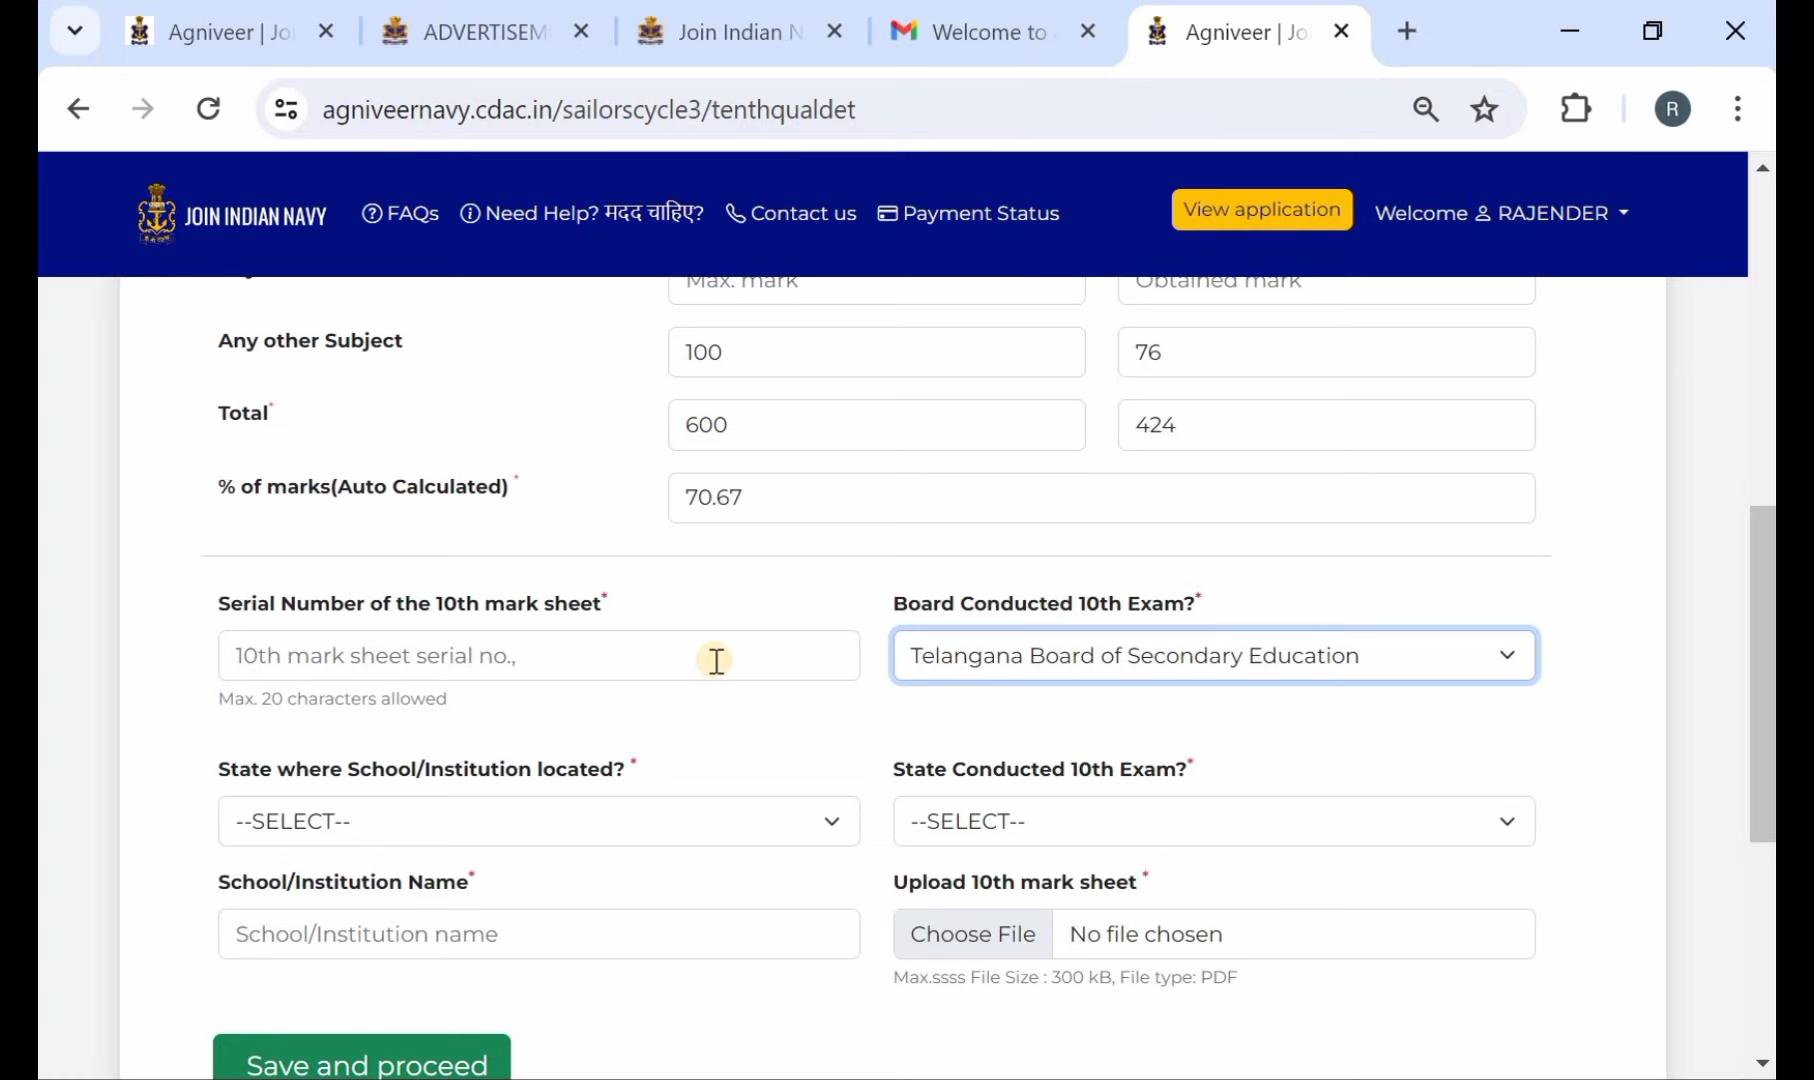 Agniveer | Jo
ADVERTISEM
Join Indian N
Welcome to
Agniveer | Jo
agniveernavy.cdac.in/sailorscycle3/tenthqualdet
R
JOIN INDIAN NAVY
FAQs
Need Help? मदद चाहिए?
Contact us
Payment Status
View application
Welcome RAJENDER
Max. mark
Obtained mark
Any other Subject
100
76
Total*
600
424
% of marks(Auto Calculated) *
70.67
Serial Number of the 10th mark sheet*
Board Conducted 10th Exam?*
10th mark sheet serial no.,
Telangana Board of Secondary Education
Max. 20 characters allowed
State where School/Institution located? *
State Conducted 10th Exam?*
--SELECT--
--SELECT--
School/Institution Name*
Upload 10th mark sheet *
School/Institution name
Choose File No file chosen
Max.ssss File Size : 300 kB, File type: PDF
Save and proceed